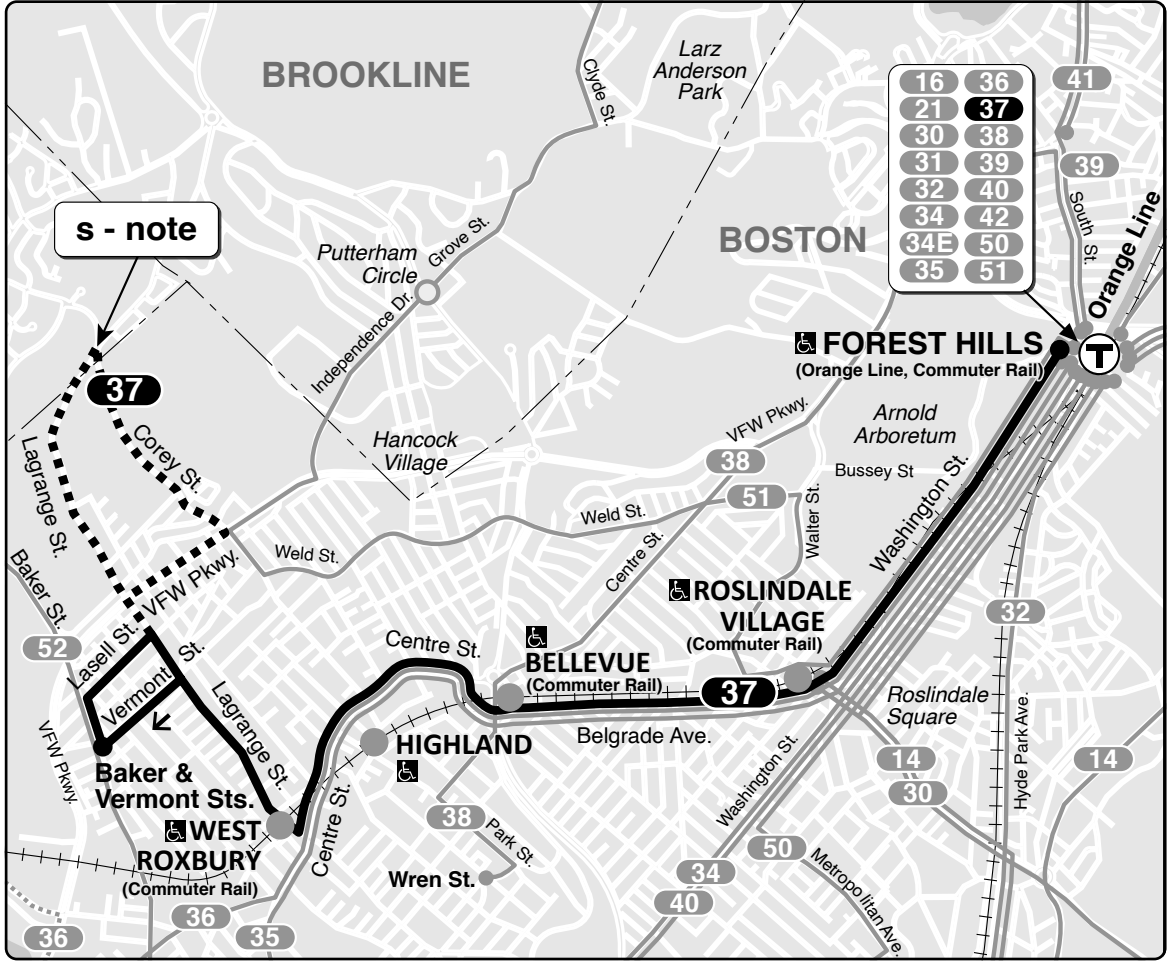 BROOKLINE
Clyde St.
Larz
Anderson
Park
16 36
21 37
30 38
31 39
32 40
34 42
34E 50
35 51
41
39
South St.
Orange Line
s - note
Putterham
Circle
Grove St.
Independence Dr.
BOSTON
FOREST HILLS
(Orange Line, Commuter Rail)
T
37
Corey St.
Lagrange St.
Hancock
Village
VFW Pkwy.
38
51
Arnold
Arboretum
Bussey St
Walter St.
Washington St.
Weld St.
Weld St.
Centre St.
Baker St.
VFW Pkwy.
52
Lasell St.
Vermont St.
Lagrange St.
VFW Pkwy.
Baker &
Vermont Sts.
WEST
ROXBURY
(Commuter Rail)
Centre St.
BELLEVUE
(Commuter Rail)
ROSLINDALE
VILLAGE
(Commuter Rail)
37
Belgrade Ave.
HIGHLAND
Centre St.
38
Park St.
Wren St.
32
Roslindale
Square
Hyde Park Ave.
14
30
14
Washington St.
50
Metropolitan Ave.
34
40
36
35
36